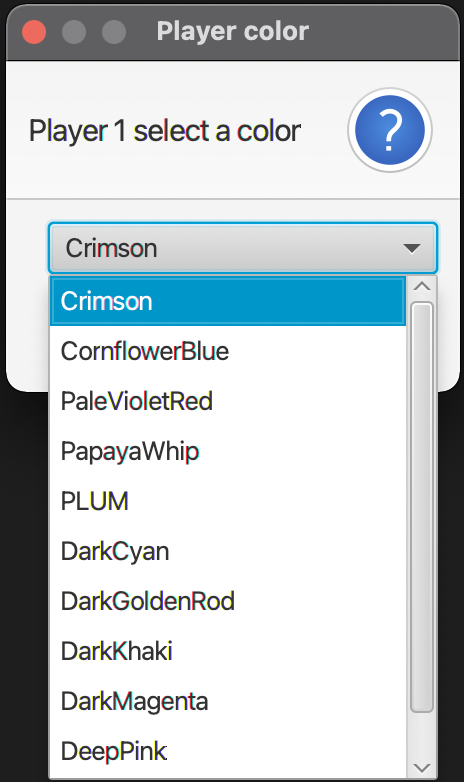 Player color
Player 1 select a color
?
Crimson
Crimson
CornflowerBlue
PaleVioletRed
PapayaWhip
PLUM
DarkCyan
DarkGoldenRod
DarkKhaki
DarkMagenta
DeepPink